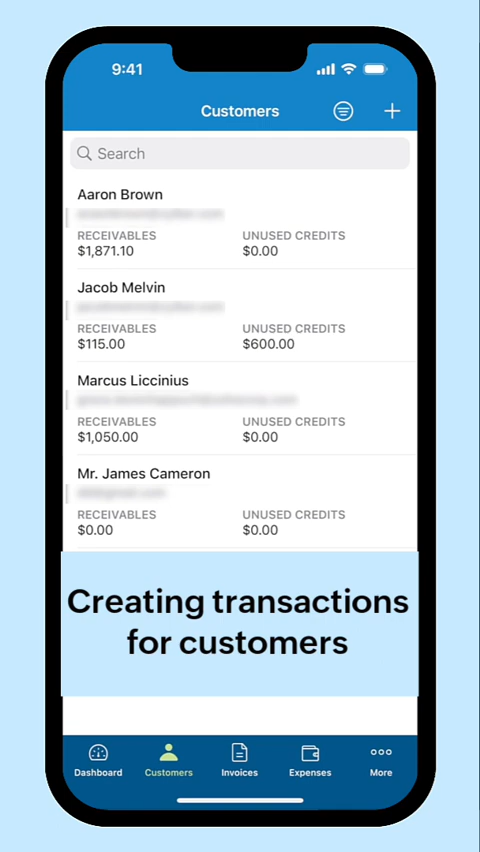 9:41
Customers
Search
Aaron Brown
RECEIVABLES UNUSED CREDITS
$1,871.10 $0.00
Jacob Melvin
RECEIVABLES UNUSED CREDITS
$115.00 $600.00
Marcus Liccinius
RECEIVABLES UNUSED CREDITS
$1,050.00 $0.00
Mr. James Cameron
RECEIVABLES UNUSED CREDITS
$0.00 $0.00
Creating transactions
for customers
Dashboard Customers Invoices Expenses More